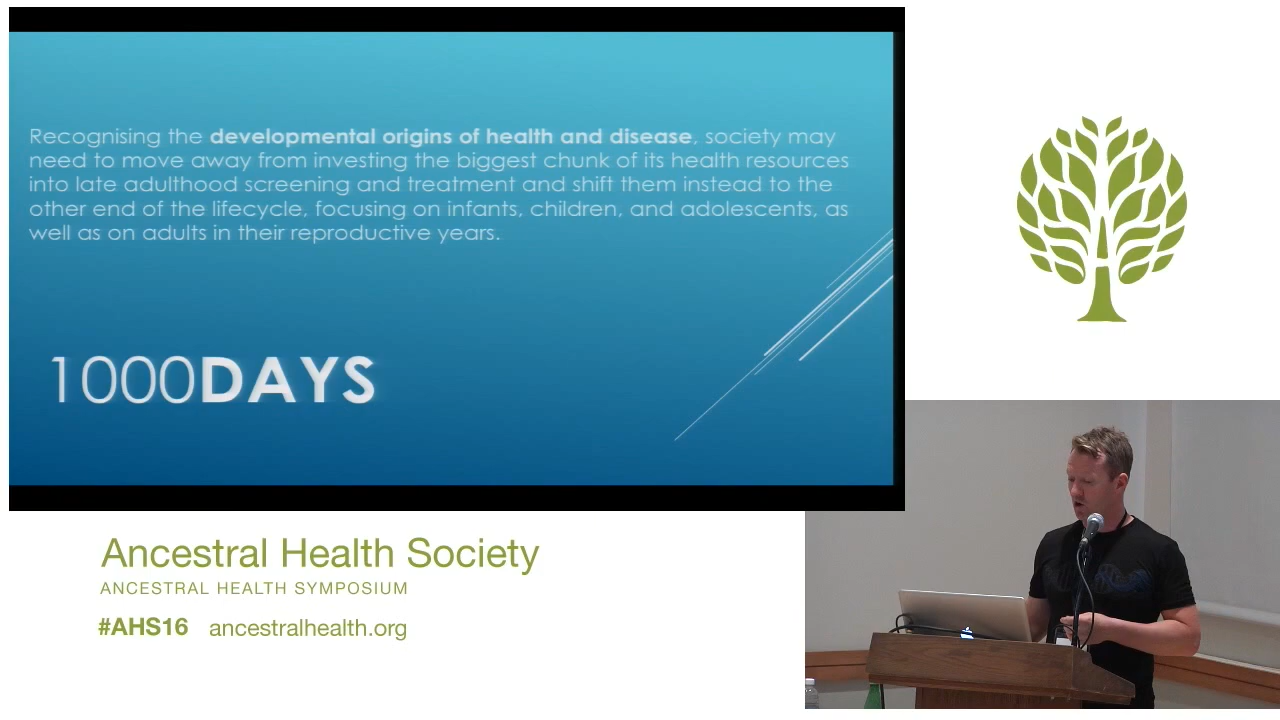 Recognising the developmental origins of health and disease, society may
need to move away from investing the biggest chunk of its health resources
into late adulthood screening and treatment and shift them instead to the
other end of the lifecycle, focusing on infants, children, and adolescents, as
well as on adults in their reproductive years.
1000DAYS
Ancestral Health Society
ANCESTRAL HEALTH SYMPOSIUM
#AHS16 ancestralhealth.org